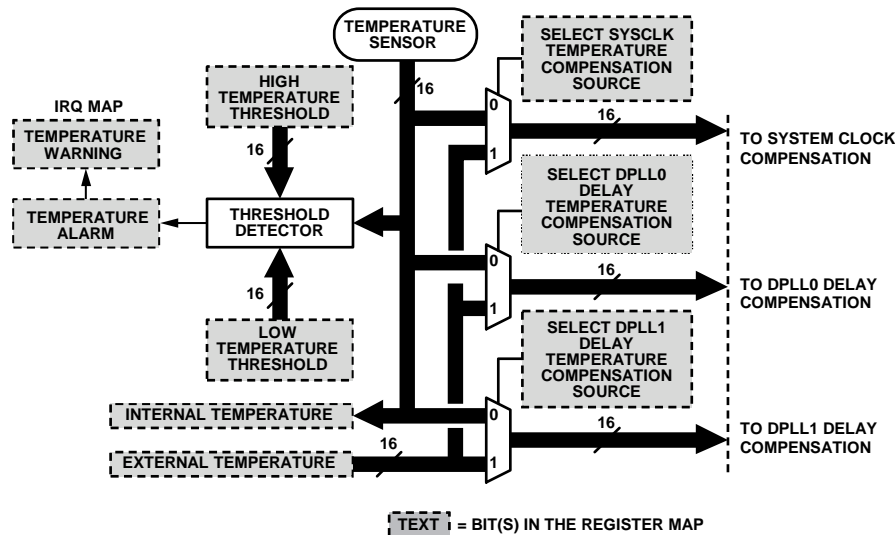 TEMPERATURE
SENSOR
SELECT SYSCLK
TEMPERATURE
COMPENSATION
SOURCE
HIGH
TEMPERATURE
THRESHOLD
16
IRQ MAP
TEMPERATURE
WARNING
16
0
1
16
TO SYSTEM CLOCK
COMPENSATION
SELECT DPLL0
DELAY
TEMPERATURE
COMPENSATION
SOURCE
TEMPERATURE
ALARM
THRESHOLD
DETECTOR
0
1
16
TO DPLL0 DELAY
COMPENSATION
16
LOW
TEMPERATURE
THRESHOLD
SELECT DPLL1
DELAY
TEMPERATURE
COMPENSATION
SOURCE
INTERNAL TEMPERATURE
0
1
16
TO DPLL1 DELAY
COMPENSATION
EXTERNAL TEMPERATURE
16
TEXT = BIT(S) IN THE REGISTER MAP